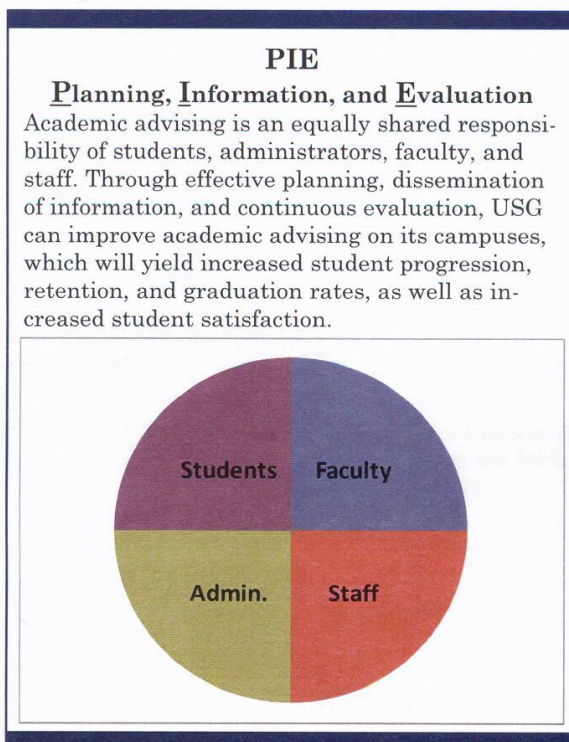 PIE
Planning, Information, and Evaluation
Academic advising is an equally shared responsi-
bility of students, administrators, faculty, and
staff. Through effective planning, dissemination
of information, and continuous evaluation, USG
can improve academic advising on its campuses,
which will yield increased student progression,
retention, and graduation rates, as well as in-
creased student satisfaction.
Students Faculty
Admin. Staff